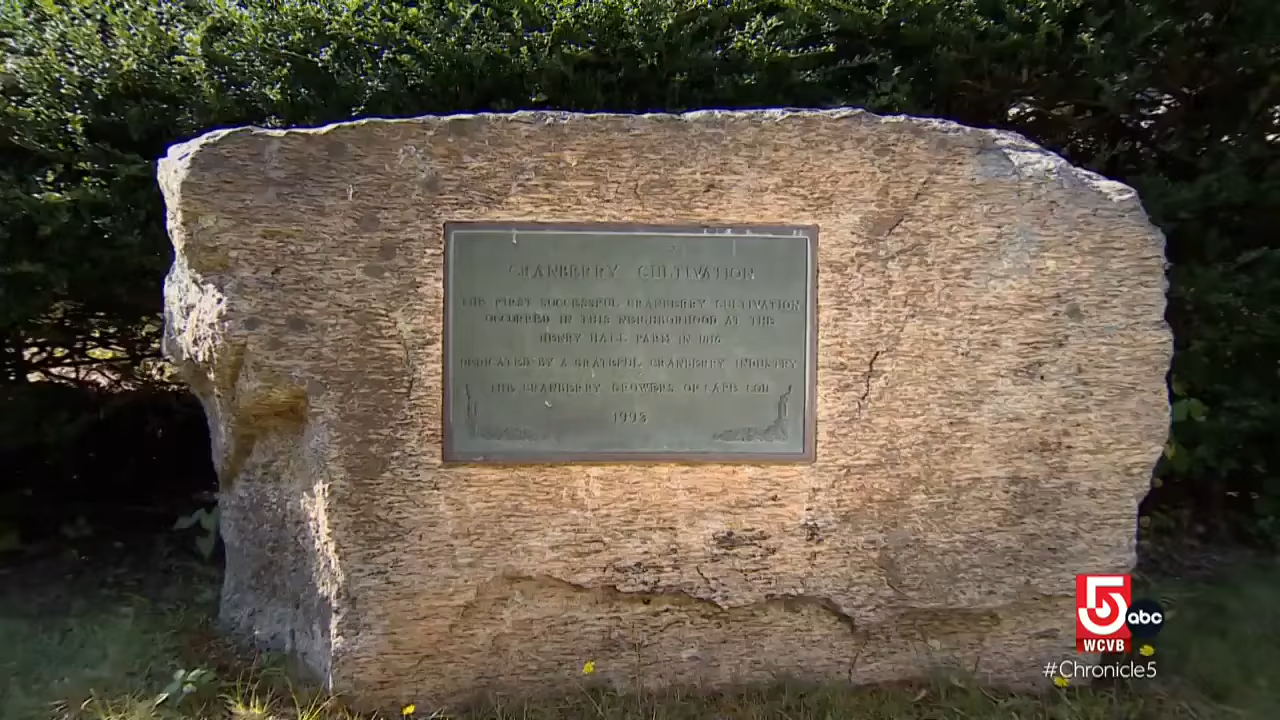 CRANBERRY CULTIVATION
THE FIRST SUCCESSFUL CRANBERRY CULTIVATION
OCCURRED IN THIS NEIGHBORHOOD AT THE
HENRY HALL FARM IN 1816
DEDICATED BY A GRATEFUL CRANBERRY INDUSTRY
THE CRANBERRY GROWERS OF CAPE COD
1995
5
abc
WCVB
#Chronicle5